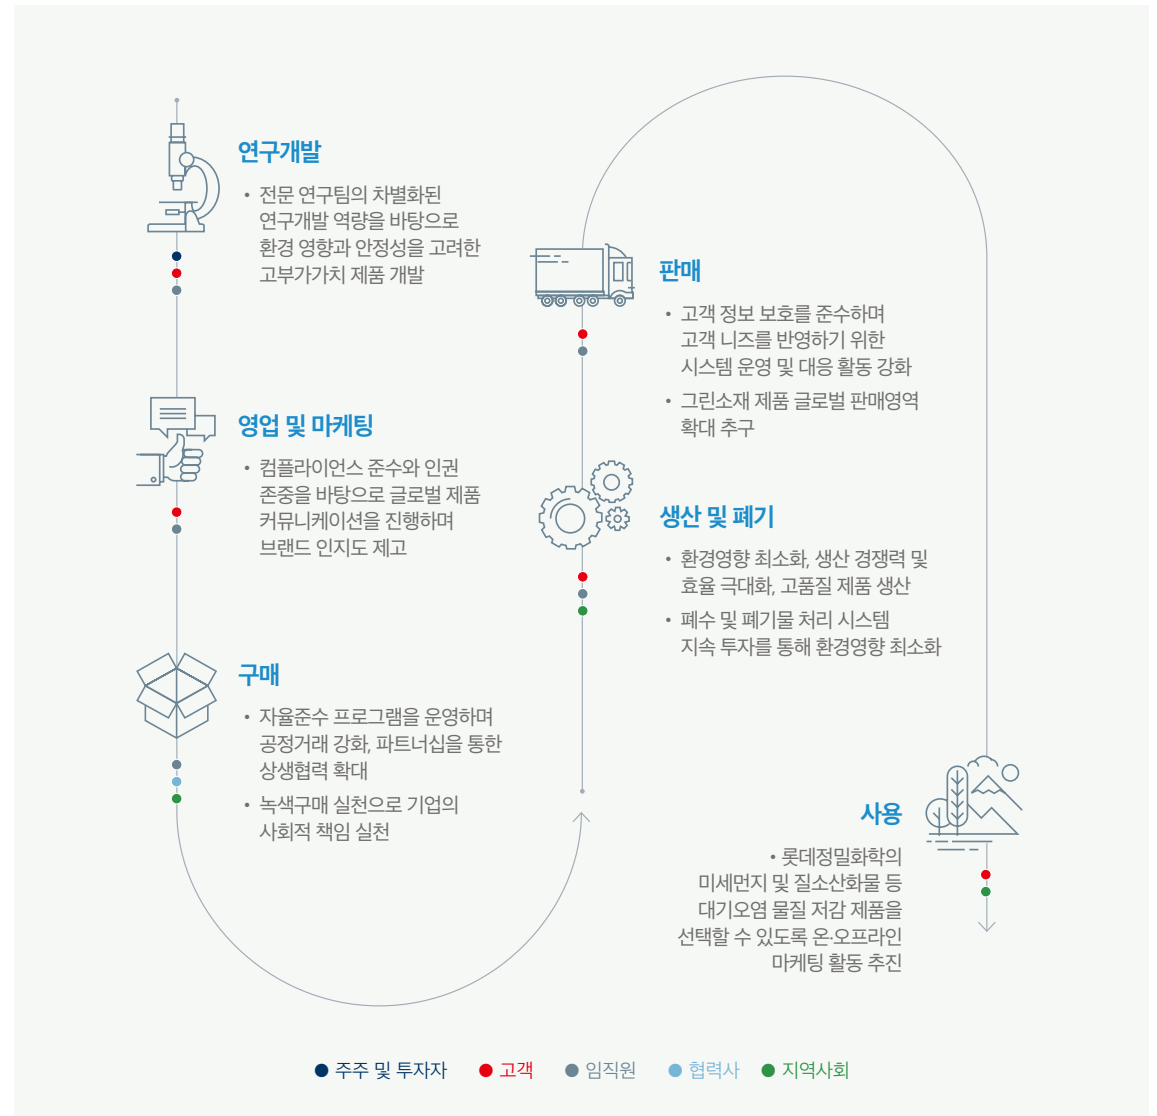 연구개발
• 전문 연구팀의 차별화된
연구개발 역량을 바탕으로
환경 영향과 안정성을 고려한
고부가가치 제품 개발
영업 및 마케팅
• 컴플라이언스 준수와 인권
존중을 바탕으로 글로벌 제품
커뮤니케이션을 진행하며
브랜드 인지도 제고
구매
• 자율준수 프로그램을 운영하며
공정거래 강화, 파트너십을 통한
상생협력 확대
• 녹색구매 실천으로 기업의
사회적 책임 실천
생산 및 폐기
• 환경영향 최소화, 생산 경쟁력 및
효율 극대화, 고품질 제품 생산
• 폐수 및 폐기물 처리 시스템
지속 투자를 통해 환경영향 최소화
판매
• 고객 정보 보호를 준수하며
고객 니즈를 반영하기 위한
시스템 운영 및 대응 활동 강화
• 그린소재 제품 글로벌 판매영역
확대 추구
사용
• 롯데정밀화학의
미세먼지 및 질소산화물 등
대기오염 물질 저감 제품을
선택할 수 있도록 온·오프라인
마케팅 활동 추진
주주 및 투자자 고객 임직원 협력사 지역사회